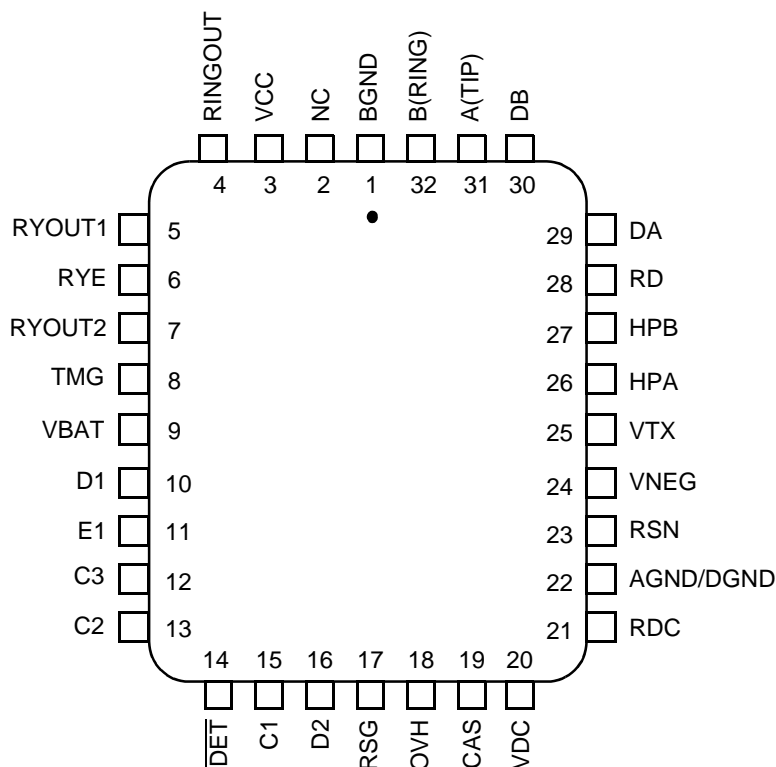 RINGOUT
VCC
NC
BGND
B(RING)
A(TIP)
DB
4
3
2
1
32
31
30
RYOUT1
5
29
DA
RYE
6
28
RD
RYOUT2
7
27
HPB
TMG
8
26
HPA
VBAT
9
25
VTX
D1
10
24
VNEG
E1
11
23
RSN
C3
12
22
AGND/DGND
C2
13
21
RDC
14
15
16
17
18
19
20
DET
C1
D2
RSG
OVH
CAS
VDC